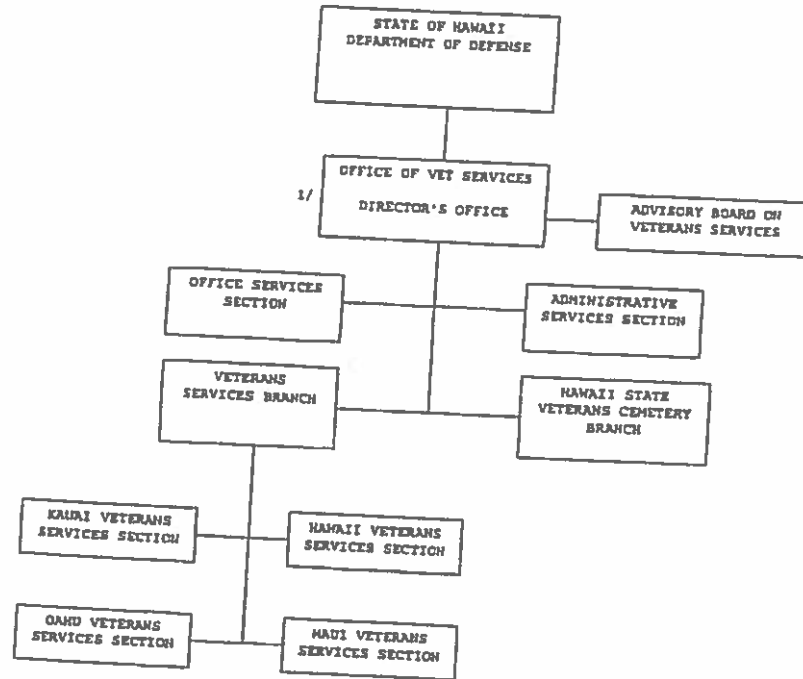 STATE OF HAWAII
DEPARTMENT OF DEFENSE
1/
OFFICE OF VET SERVICES
DIRECTOR'S OFFICE
ADVISORY BOARD ON
VETERANS SERVICES
OFFICE SERVICES
SECTION
ADMINISTRATIVE
SERVICES SECTION
VETERANS
SERVICES BRANCH
HAWAII STATE
VETERANS CEMETERY
BRANCH
KAUAI VETERANS
SERVICES SECTION
HAWAII VETERANS
SERVICES SECTION
OAHU VETERANS
SERVICES SECTION
MAUI VETERANS
SERVICES SECTION